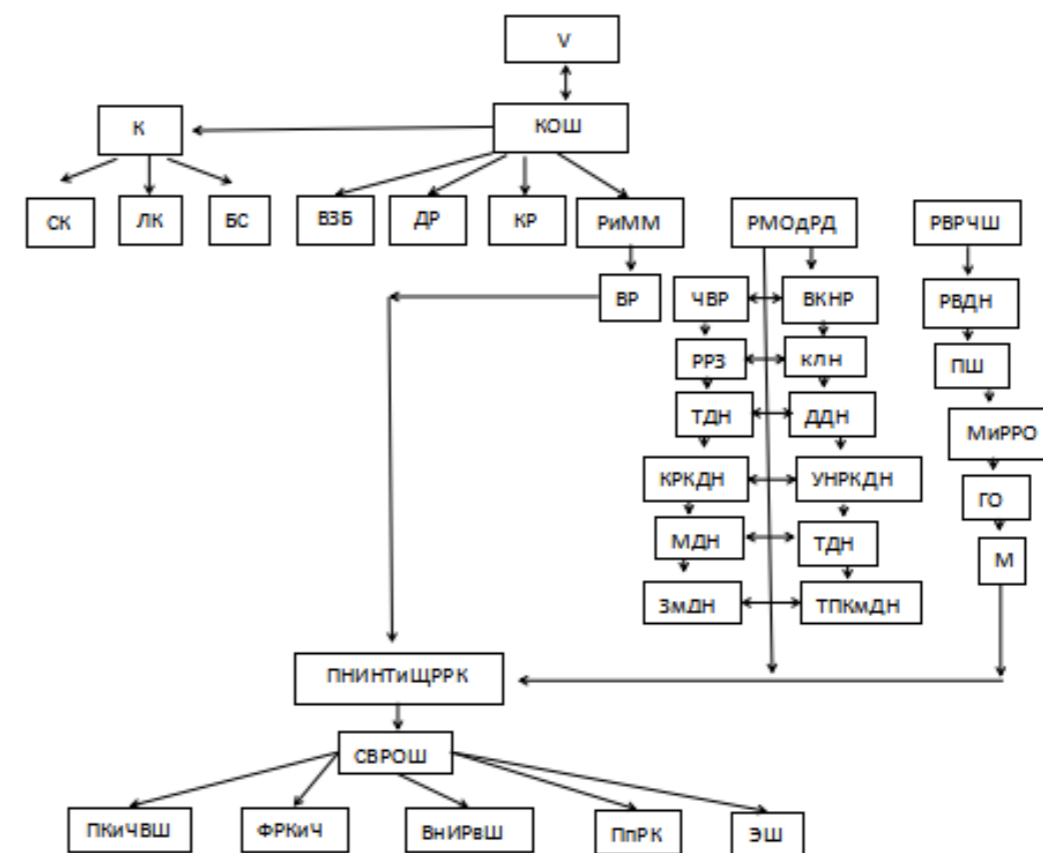 V
К
КОШ
СК
ЛК
БС
ВЗБ
ДР
КР
РиММ
РМОдРД
РВРЧШ
ВР
ЧВР
ВКНР
РВДН
РРЗ
КЛН
ПШ
ТДН
ДДН
МиРРО
КРКДН
УНРКДН
ГО
МДН
ТДН
М
ЗмДН
ТПКмДН
ПНИНТиЩРРК
СВРОШ
ПКиЧВШ
ФРКиЧ
ВнИРвШ
ПпРК
ЭШ